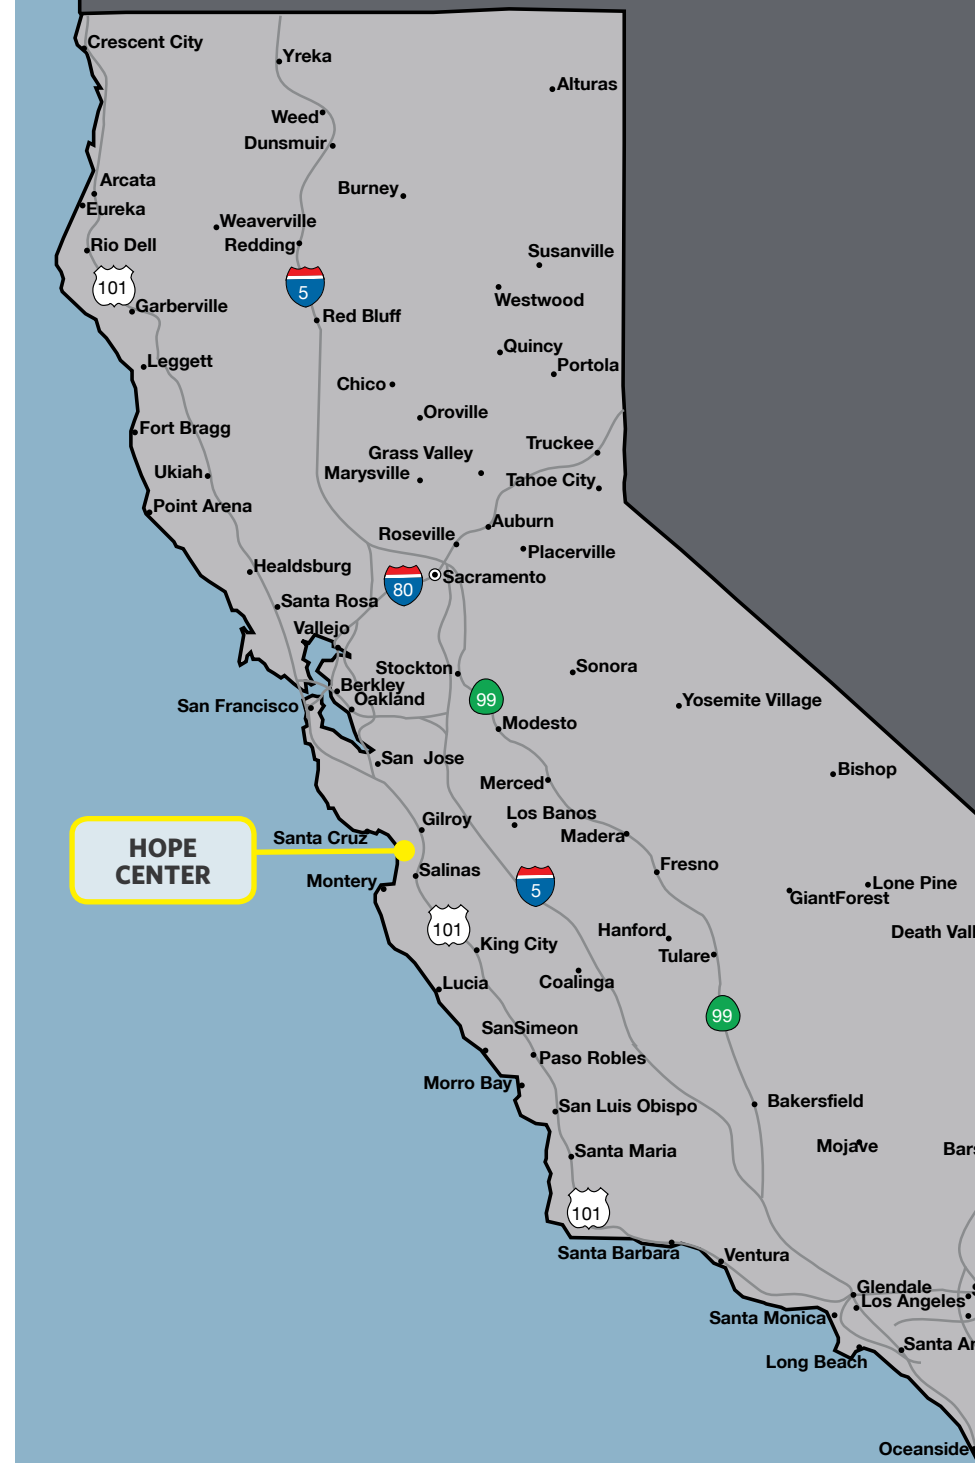 Crescent City
Yreka
Alturas
Weed
Dunsmuir
Arcata
Burney
Eureka
Weaverville
Rio Dell
Redding
Susanville
101
5
Westwood
Garberville
Red Bluff
Quincy
Leggett
Portola
Chico
Oroville
Fort Bragg
Truckee
Grass Valley
Ukiah
Marysville
Tahoe City
Point Arena
Auburn
Roseville
Placerville
Healdsburg
80
Sacramento
Santa Rosa
Vallejo
Stockton
Sonora
Berkley
Oakland
99
Yosemite Village
San Francisco
Modesto
San Jose
Bishop
Merced
Los Banos
Gilroy
Santa Cruz
Madera
HOPE
CENTER
Fresno
Salinas
Montery
5
Lone Pine
GiantForest
101
Hanford
Death Vall
King City
Tulare
Lucia
Coalinga
99
SanSimeon
Paso Robles
Morro Bay
Bakersfield
San Luis Obispo
Mojave
Bars
Santa Maria
101
Santa Barbara
Ventura
Glendale
Los Angeles
Santa Monica
Santa An
Long Beach
Oceanside